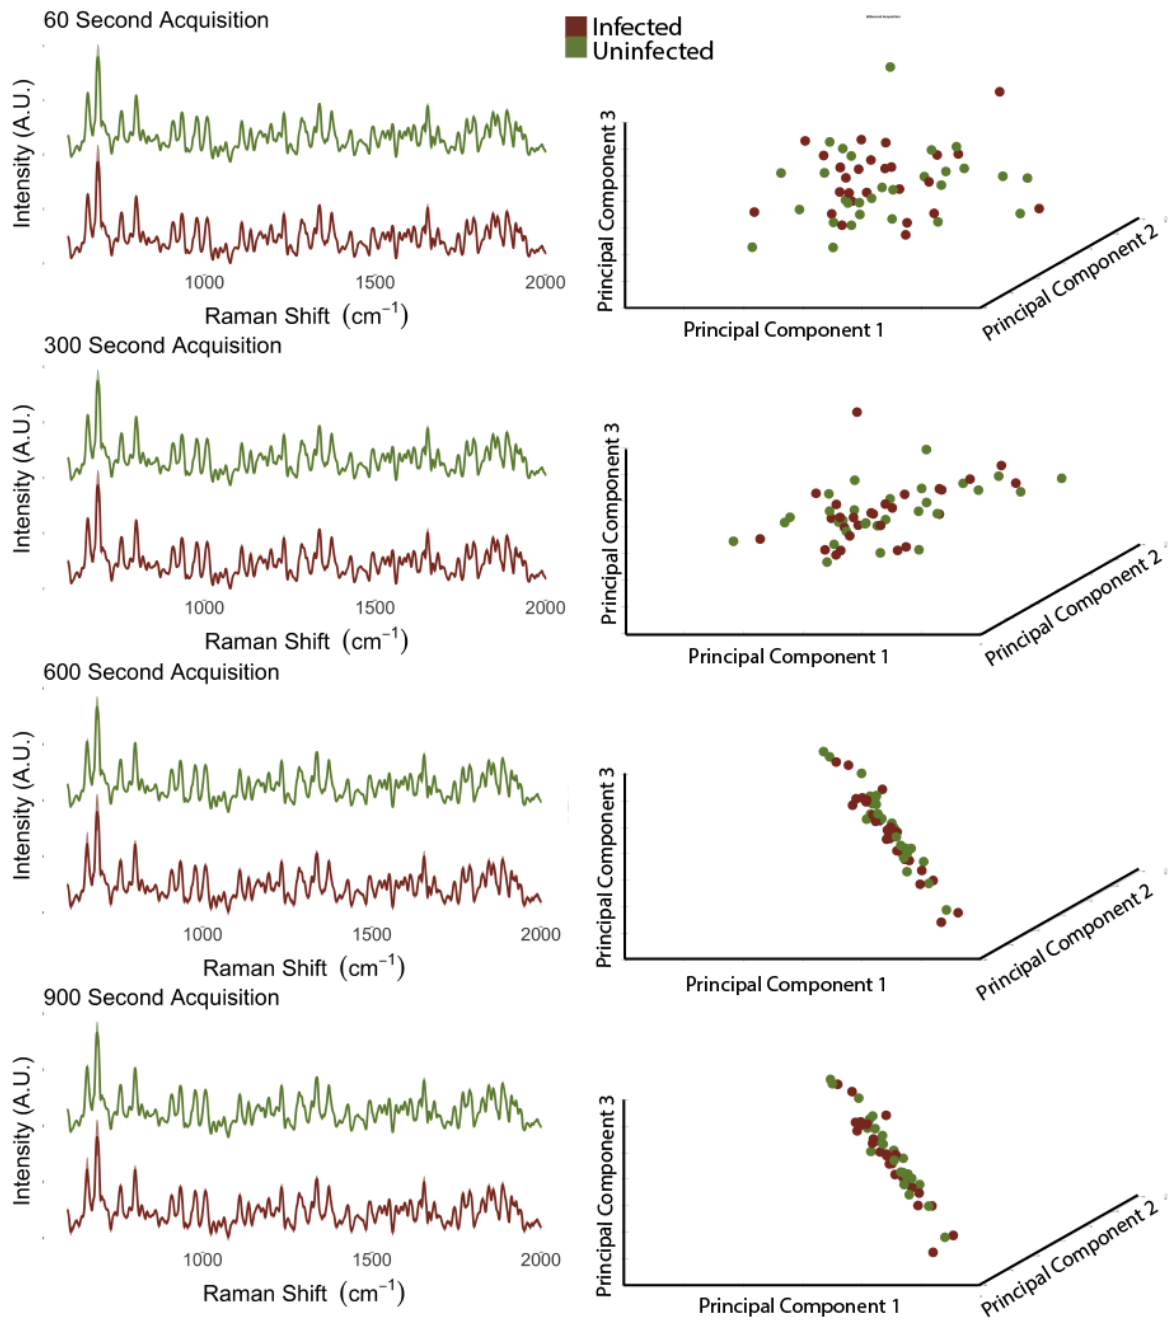 60 Second Acquisition
Infected
Uninfected
Intensity (A.U.)
1000
1500
2000
Raman Shift (cm⁻¹)
Principal Component 3
Principal Component 1
Principal Component 2
300 Second Acquisition
Intensity (A.U.)
1000
1500
2000
Raman Shift (cm⁻¹)
Principal Component 3
Principal Component 1
Principal Component 2
600 Second Acquisition
Intensity (A.U.)
1000
1500
2000
Raman Shift (cm⁻¹)
Principal Component 3
Principal Component 1
Principal Component 2
900 Second Acquisition
Intensity (A.U.)
1000
1500
2000
Raman Shift (cm⁻¹)
Principal Component 3
Principal Component 1
Principal Component 2